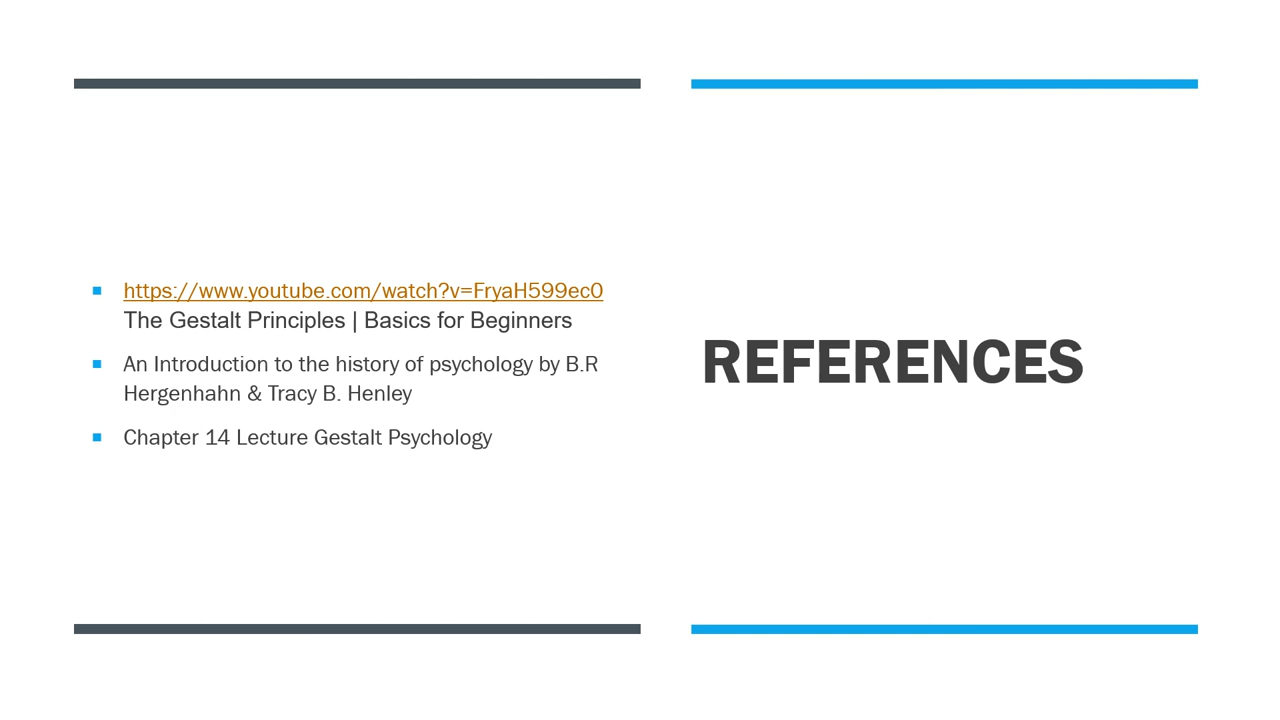 https://www.youtube.com/watch?v=FryaH599ec0
The Gestalt Principles | Basics for Beginners
An Introduction to the history of psychology by B.R
Hergenhahn & Tracy B. Henley
Chapter 14 Lecture Gestalt Psychology
REFERENCES